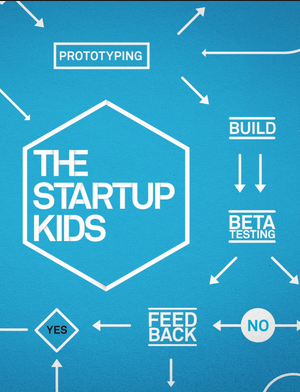 PROTOTYPING
THE
STARTUP
KIDS
BUILD
BETA
TESTING
YES
FEED
BACK
NO